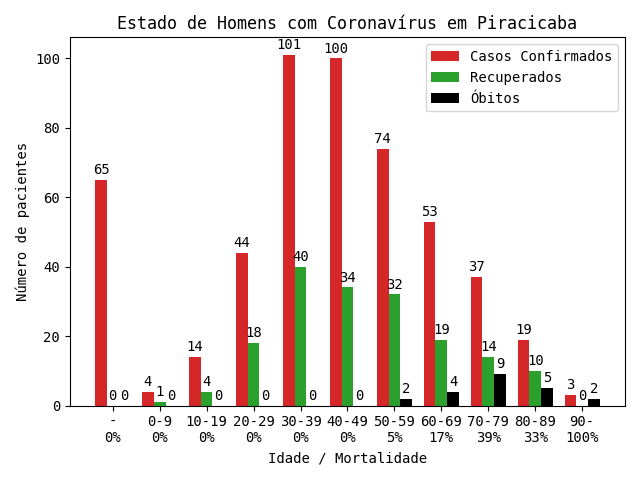 Estado de Homens com Coronavírus em Piracicaba
Número de pacientes
100
80
60
40
20
0
Casos Confirmados
Recuperados
Óbitos
65 0 0
4 1 0
14 4 0
44 18 0
101 40 0
100 34 0
74 32 2
53 19 4
37 14 9
19 10 5
3 0 2
- 0-9 10-19 20-29 30-39 40-49 50-59 60-69 70-79 80-89 90-
0% 0% 0% 0% 0% 0% 5% 17% 39% 33% 100%
Idade / Mortalidade